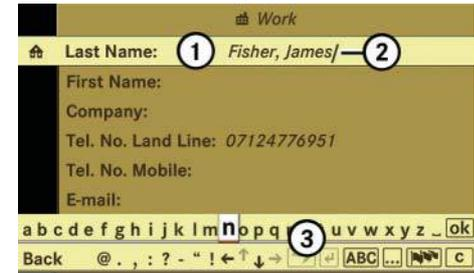 Work
Last Name: 1 Fisher, James 2
First Name:
Company:
Tel. No. Land Line: 07124776951
Tel. No. Mobile:
E-mail:
a b c d e f g h i j k l m n o p q r 3 u v w x y z _ ok
Back @ . , : ? - " ! ← ↑ ↓ → ↵ ABC ... C